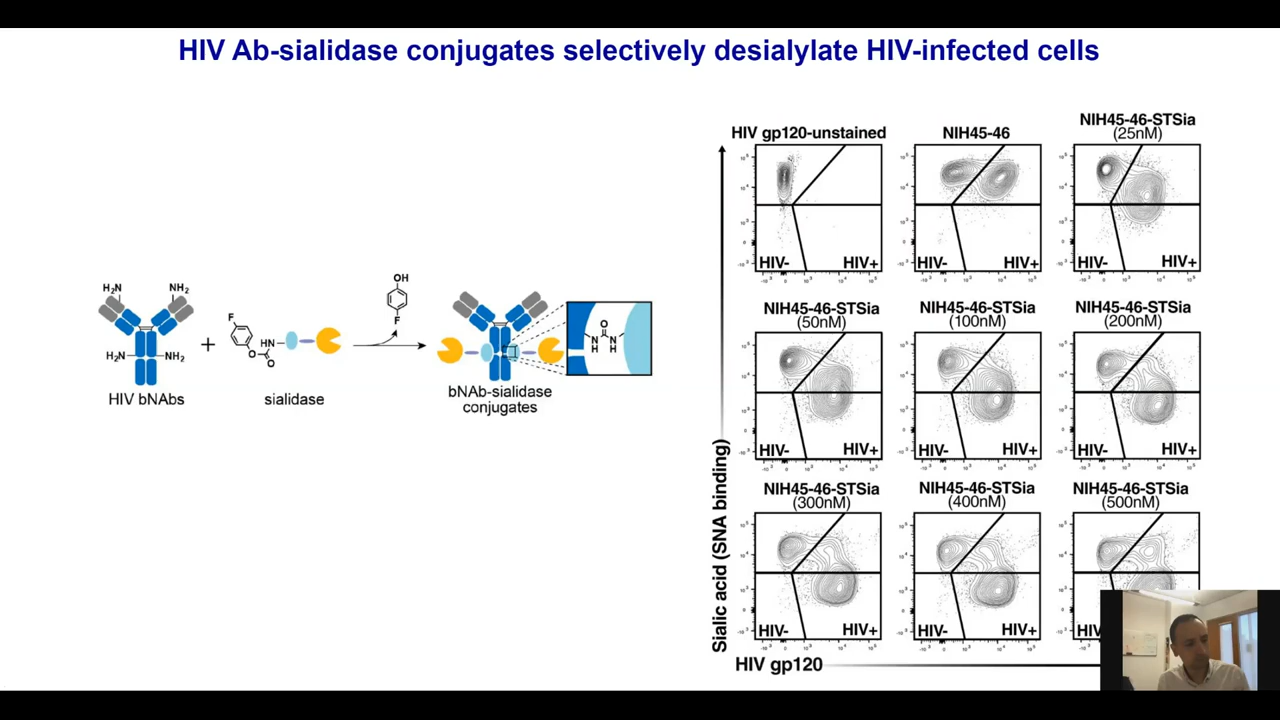 HIV Ab-sialidase conjugates selectively desialylate HIV-infected cells
H₂N
NH₂
H₂N
NH₂
HIV bNAbs
+
F
O
O
HN
sialidase
OH
F
O
N
H
N
H
bNAb-sialidase
conjugates
Sialic acid (SNA binding)
HIV gp120-unstained
HIV-
HIV+
NIH45-46
HIV-
HIV+
NIH45-46-STSia
(25nM)
HIV-
HIV+
NIH45-46-STSia
(50nM)
HIV-
HIV+
NIH45-46-STSia
(100nM)
HIV-
HIV+
NIH45-46-STSia
(200nM)
HIV-
HIV+
NIH45-46-STSia
(300nM)
HIV-
HIV+
NIH45-46-STSia
(400nM)
HIV-
HIV+
NIH45-46-STSia
(500nM)
HIV gp120